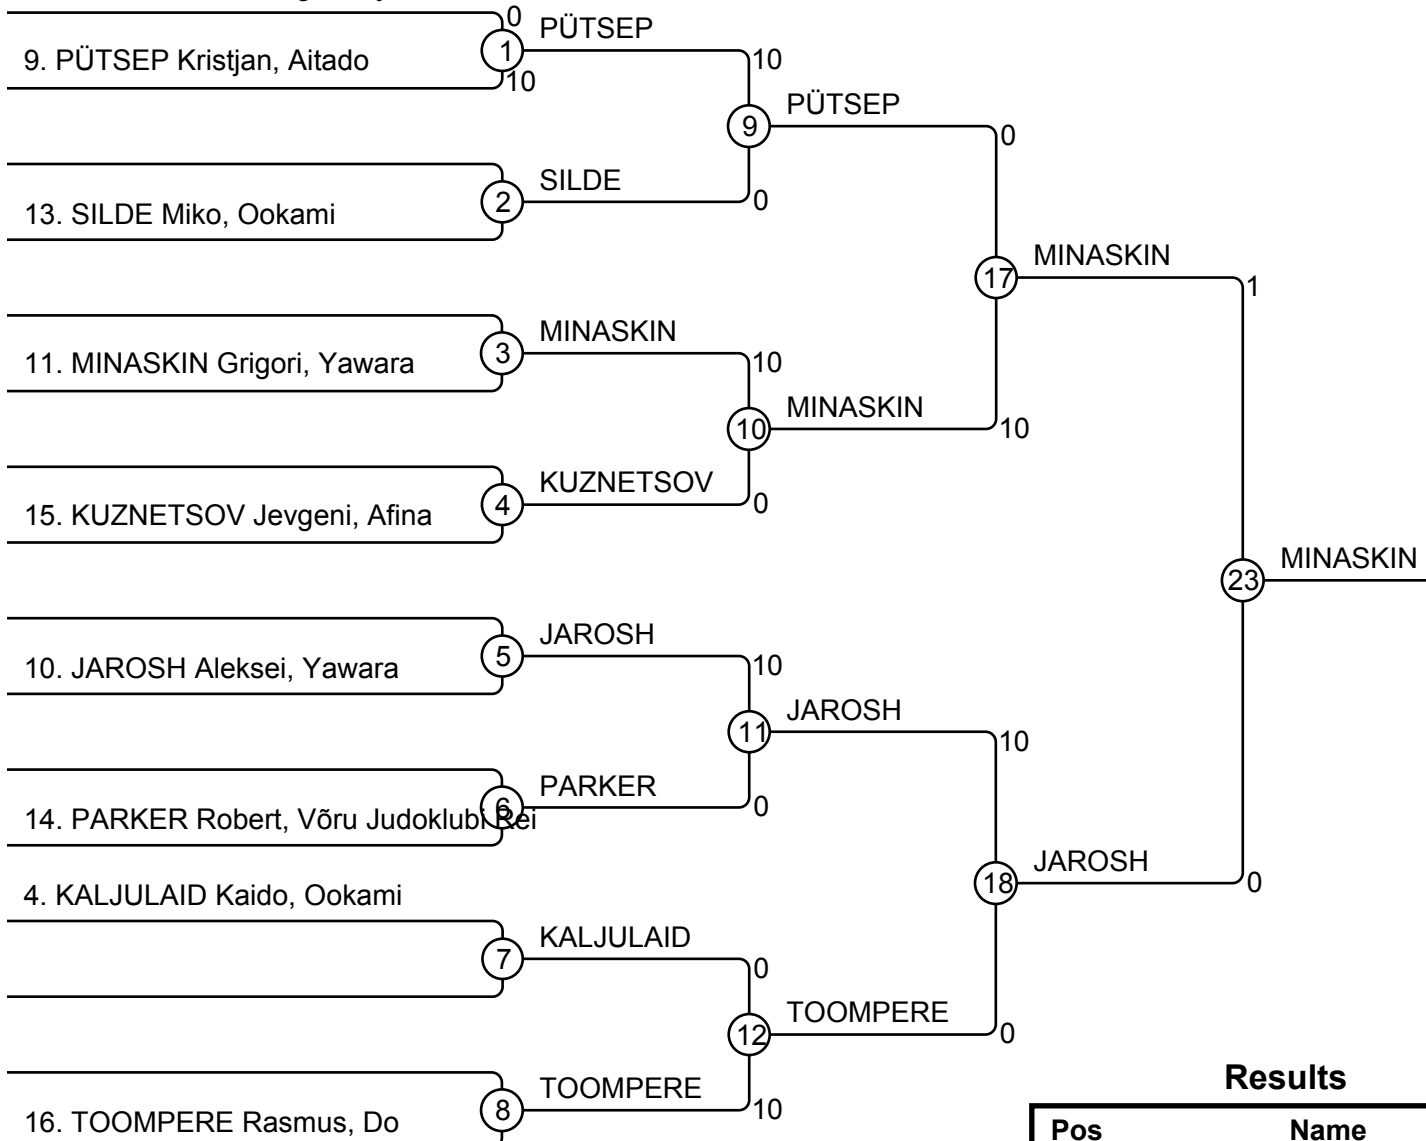 0
PÜTSEP
1
9. PÜTSEP Kristjan, Aitado
10
10
PÜTSEP
9
0
SILDE
2
13. SILDE Miko, Ookami
0
MINASKIN
17
1
MINASKIN
3
11. MINASKIN Grigori, Yawara
10
MINASKIN
10
10
KUZNETSOV
4
15. KUZNETSOV Jevgeni, Afina
0
MINASKIN
23
JAROSH
5
10. JAROSH Aleksei, Yawara
10
JAROSH
11
10
PARKER
6
14. PARKER Robert, Võru Judoklubi Rei
0
JAROSH
18
0
4. KALJULAID Kaido, Ookami
KALJULAID
7
0
TOOMPERE
12
0
TOOMPERE
8
16. TOOMPERE Rasmus, Do
10
Results
Pos Name